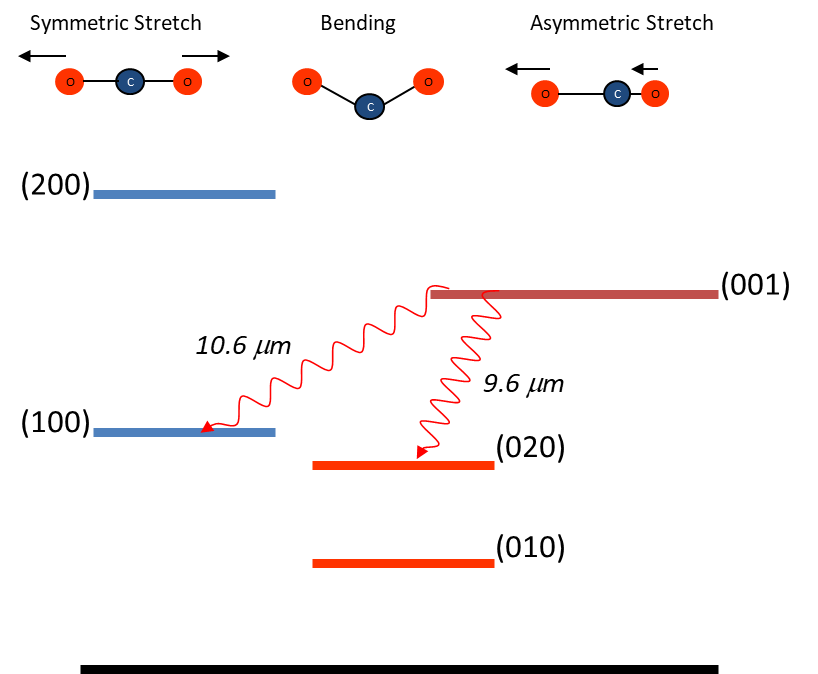 Symmetric Stretch
Bending
Asymmetric Stretch
O C O
O C O
O C O
(200)
(001)
10.6 μm
9.6 μm
(100)
(020)
(010)